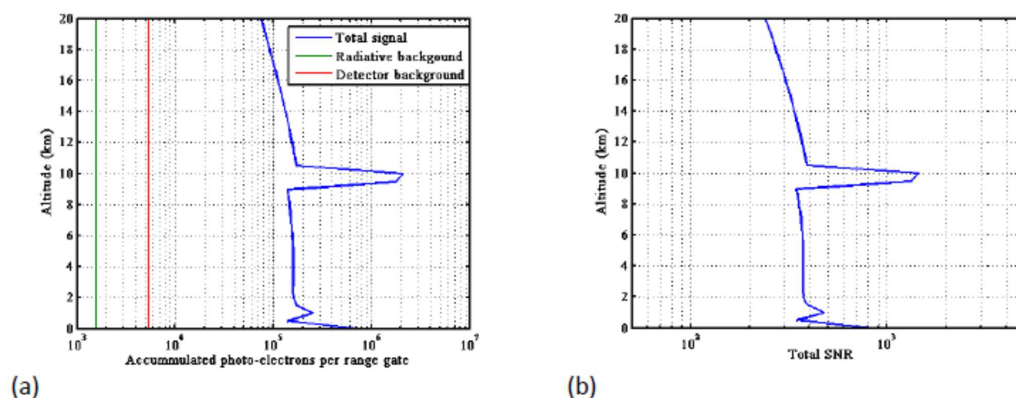 20
18
16
14
12
10
8
6
4
2
0
Altitude (km)
Total signal
Radiative backgound
Detector background
10³ 10⁴ 10⁵ 10⁶ 10⁷
Accummulated photo-electrons per range gate
(a)
20
18
16
14
12
10
8
6
4
2
0
Altitude (km)
10² 10³
Total SNR
(b)